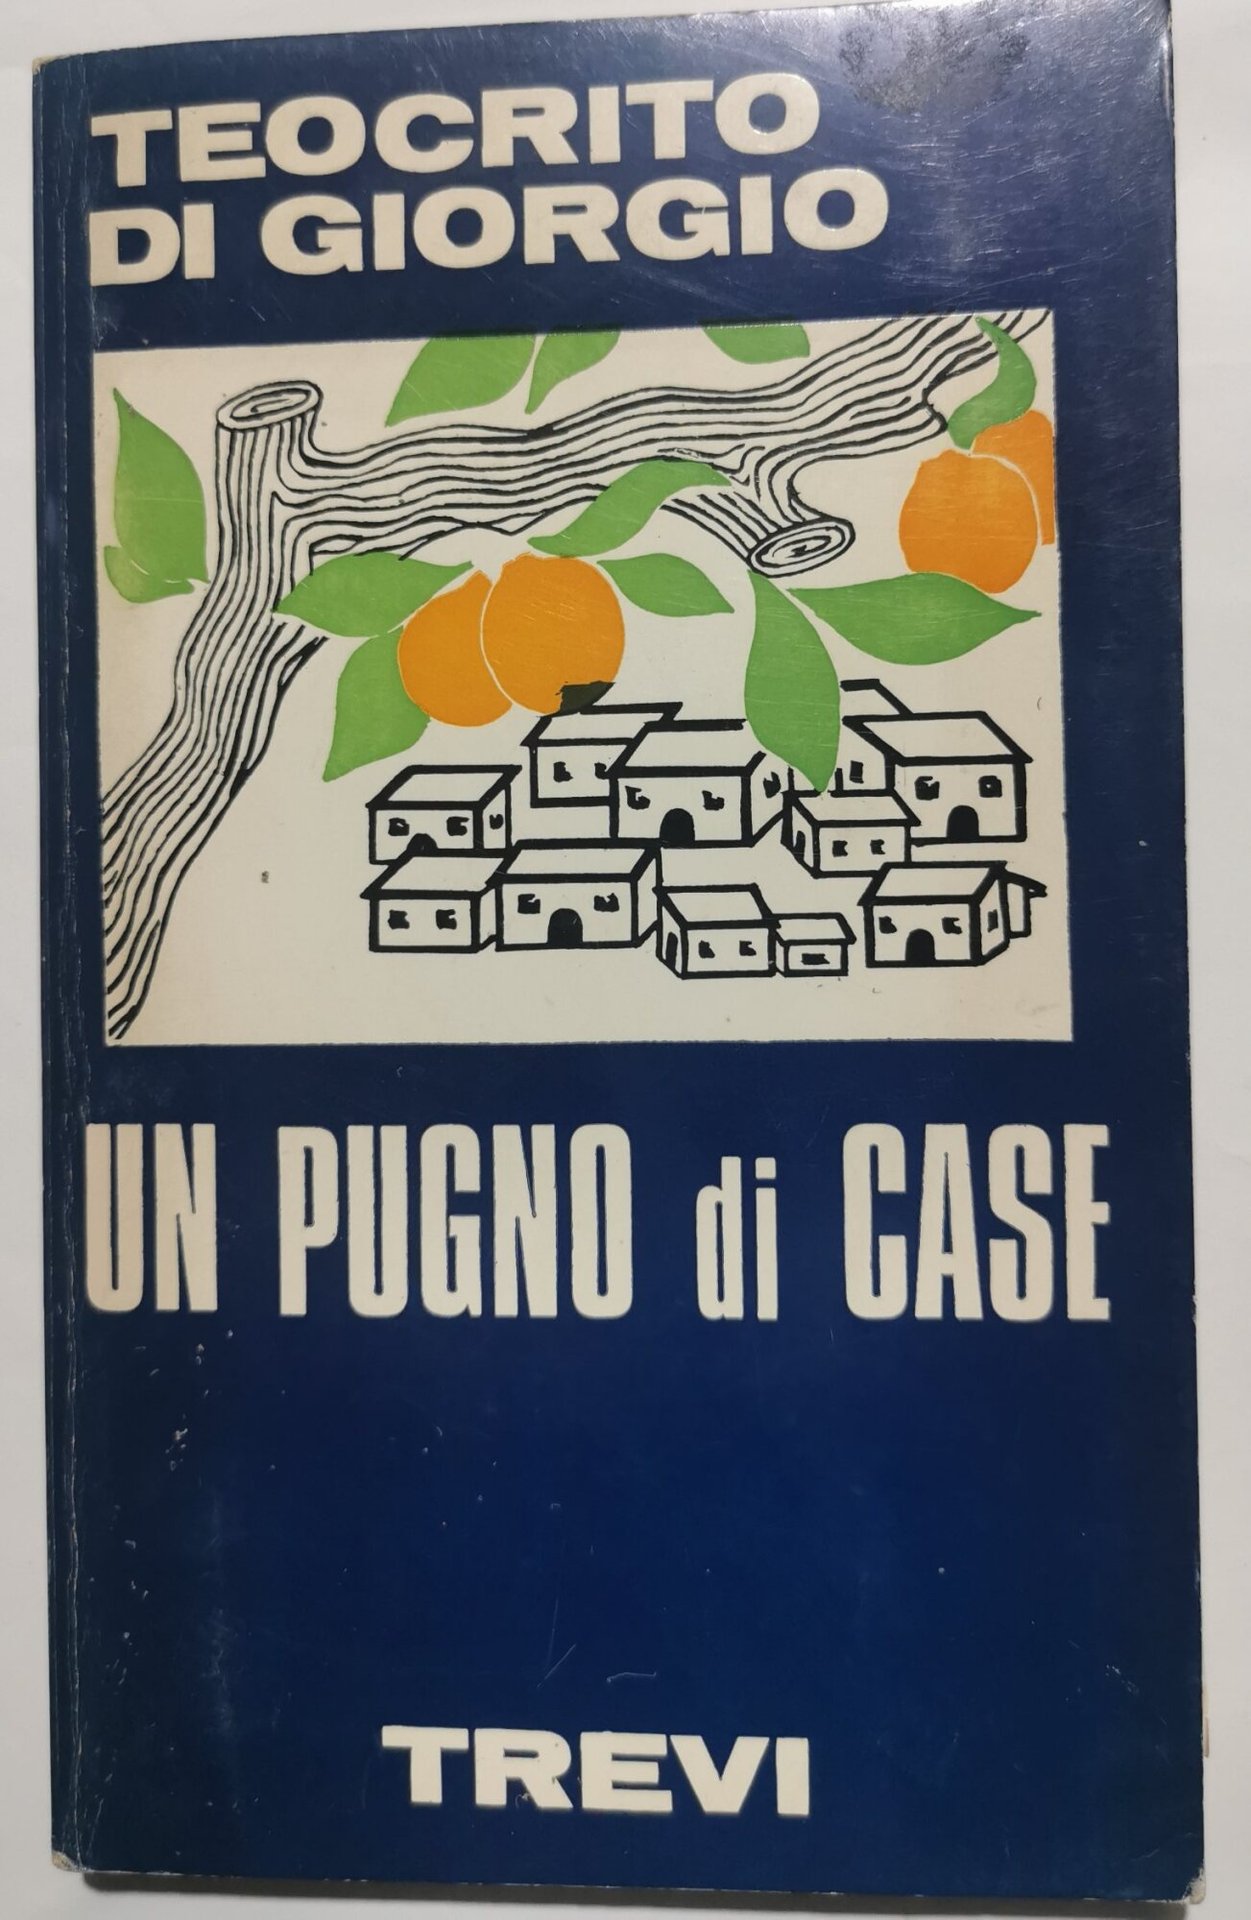 TEOCRITO
DI GIORGIO
UN PUGNO di CASE
TREVI